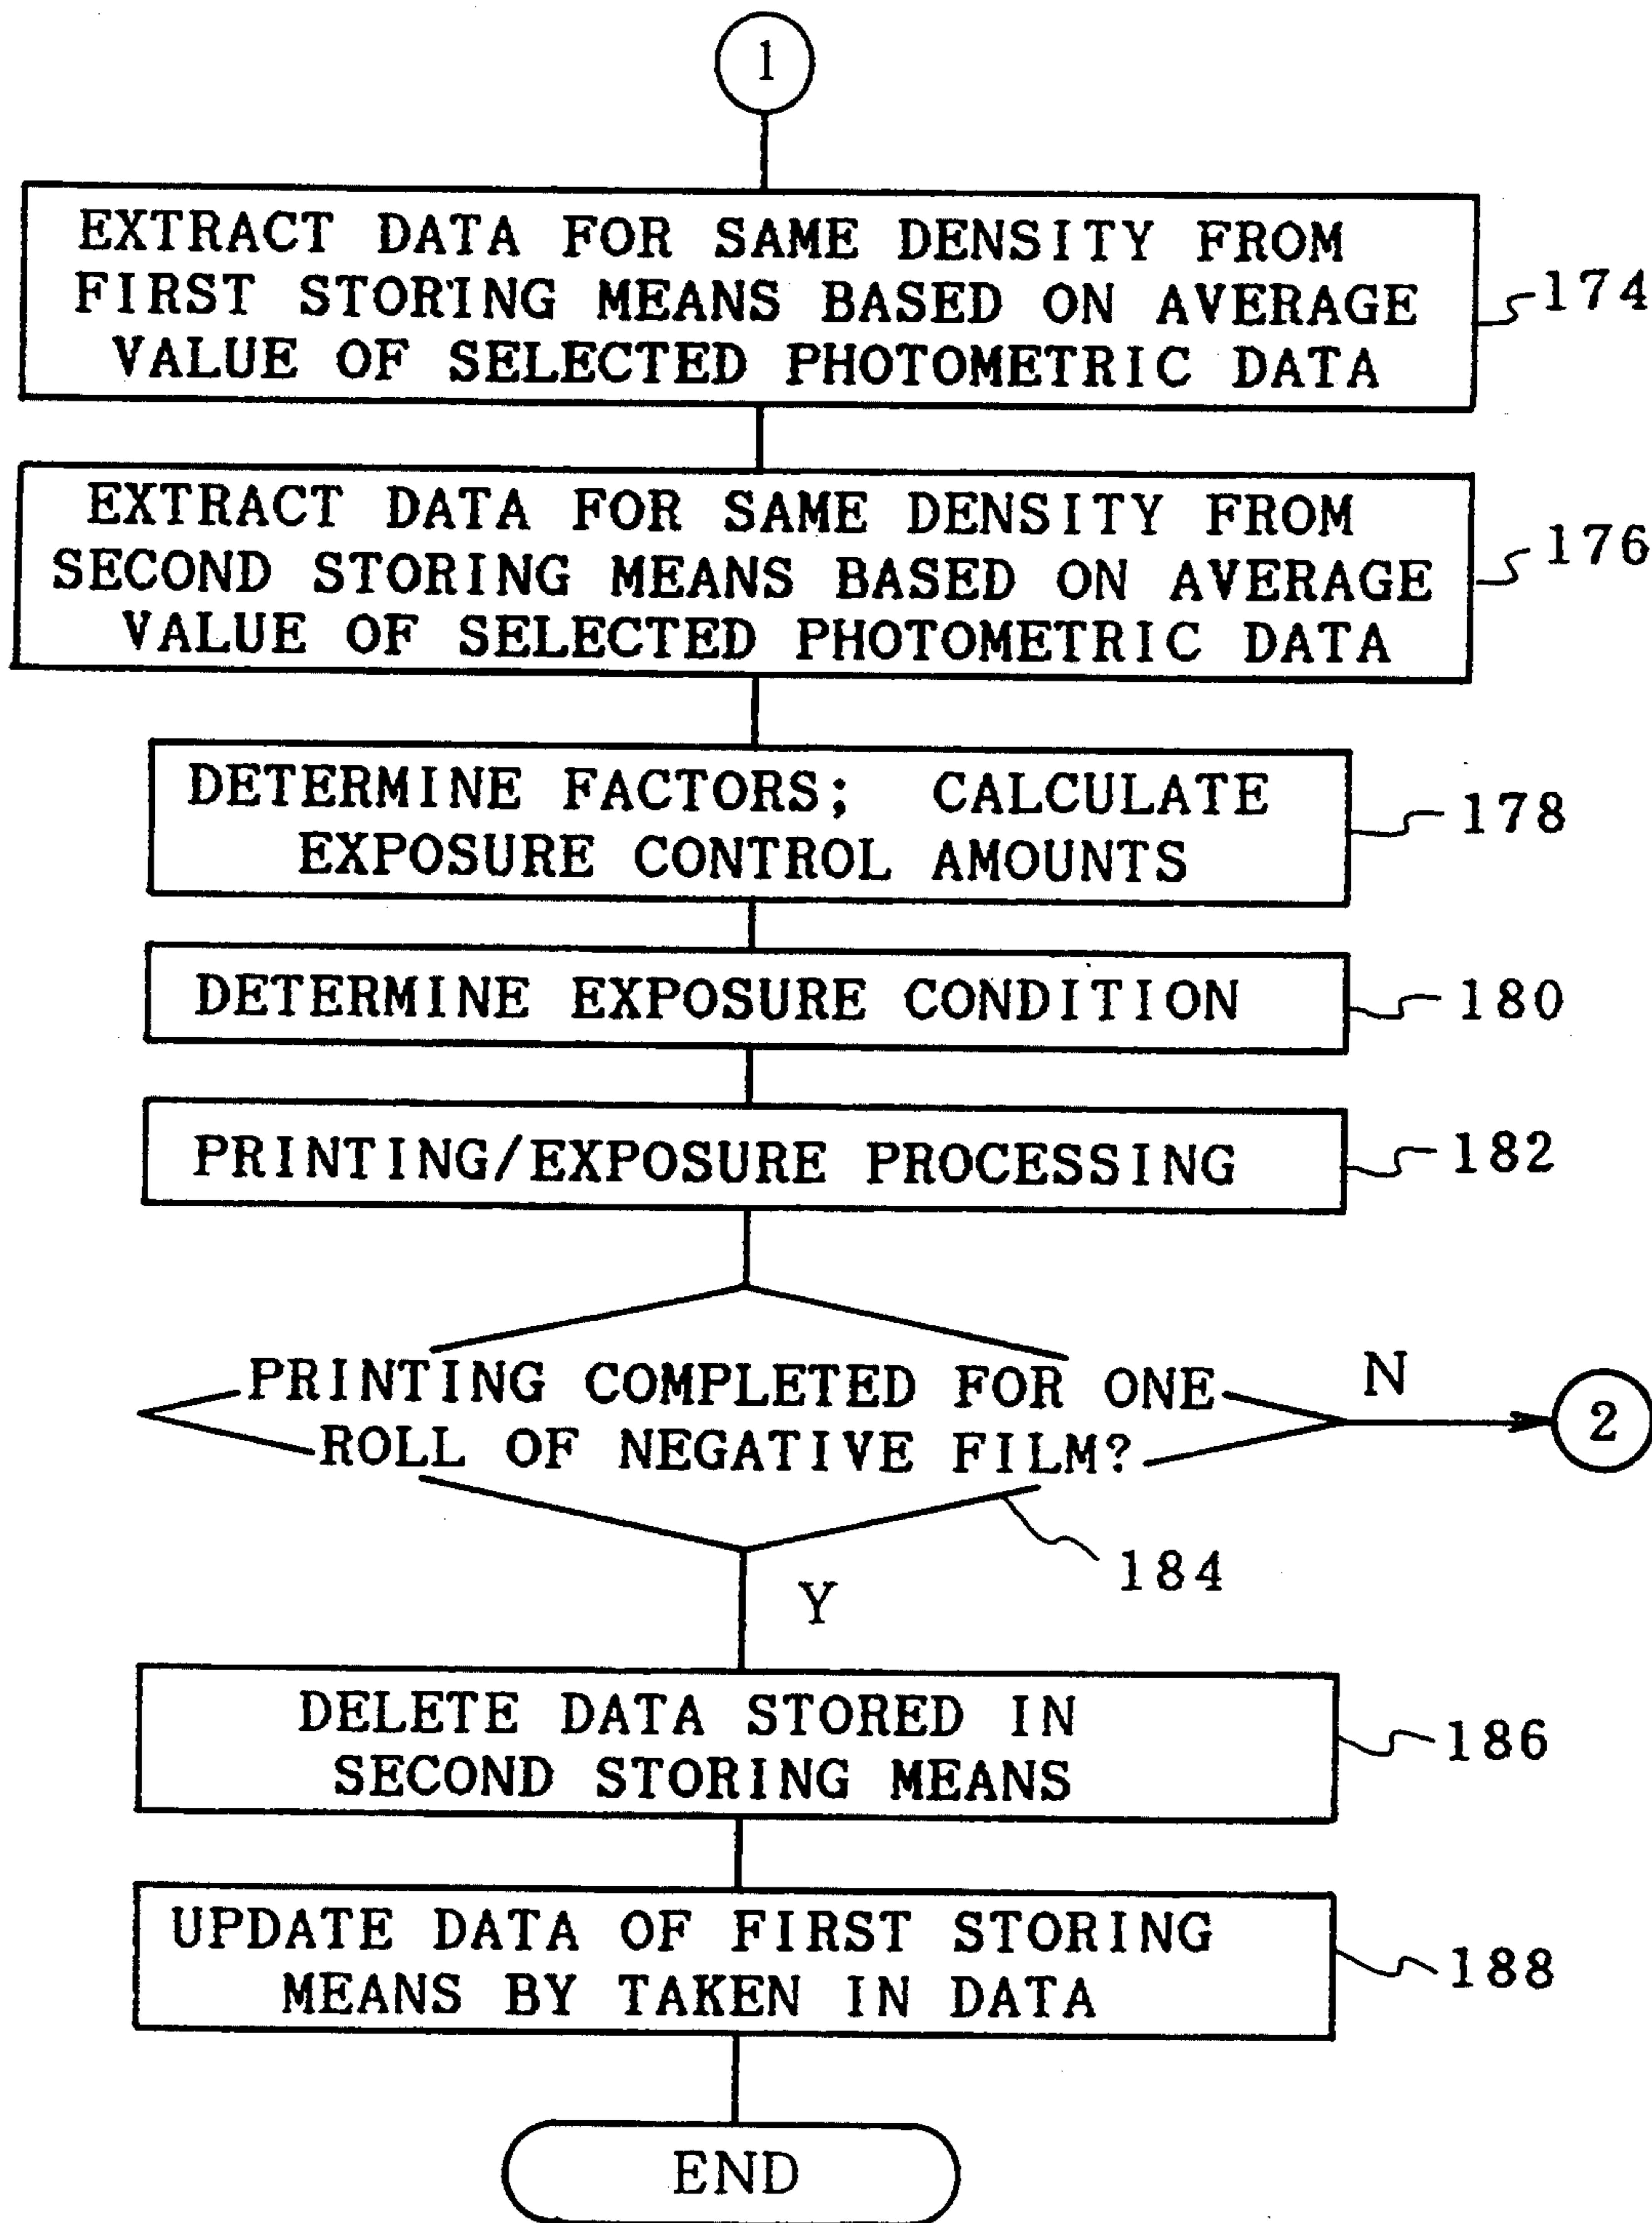 1
EXTRACT DATA FOR SAME DENSITY FROM
FIRST STORING MEANS BASED ON AVERAGE
VALUE OF SELECTED PHOTOMETRIC DATA
174
EXTRACT DATA FOR SAME DENSITY FROM
SECOND STORING MEANS BASED ON AVERAGE
VALUE OF SELECTED PHOTOMETRIC DATA
176
DETERMINE FACTORS; CALCULATE
EXPOSURE CONTROL AMOUNTS
178
DETERMINE EXPOSURE CONDITION
180
PRINTING/EXPOSURE PROCESSING
182
PRINTING COMPLETED FOR ONE
ROLL OF NEGATIVE FILM?
N
2
184
Y
DELETE DATA STORED IN
SECOND STORING MEANS
186
UPDATE DATA OF FIRST STORING
MEANS BY TAKEN IN DATA
188
END